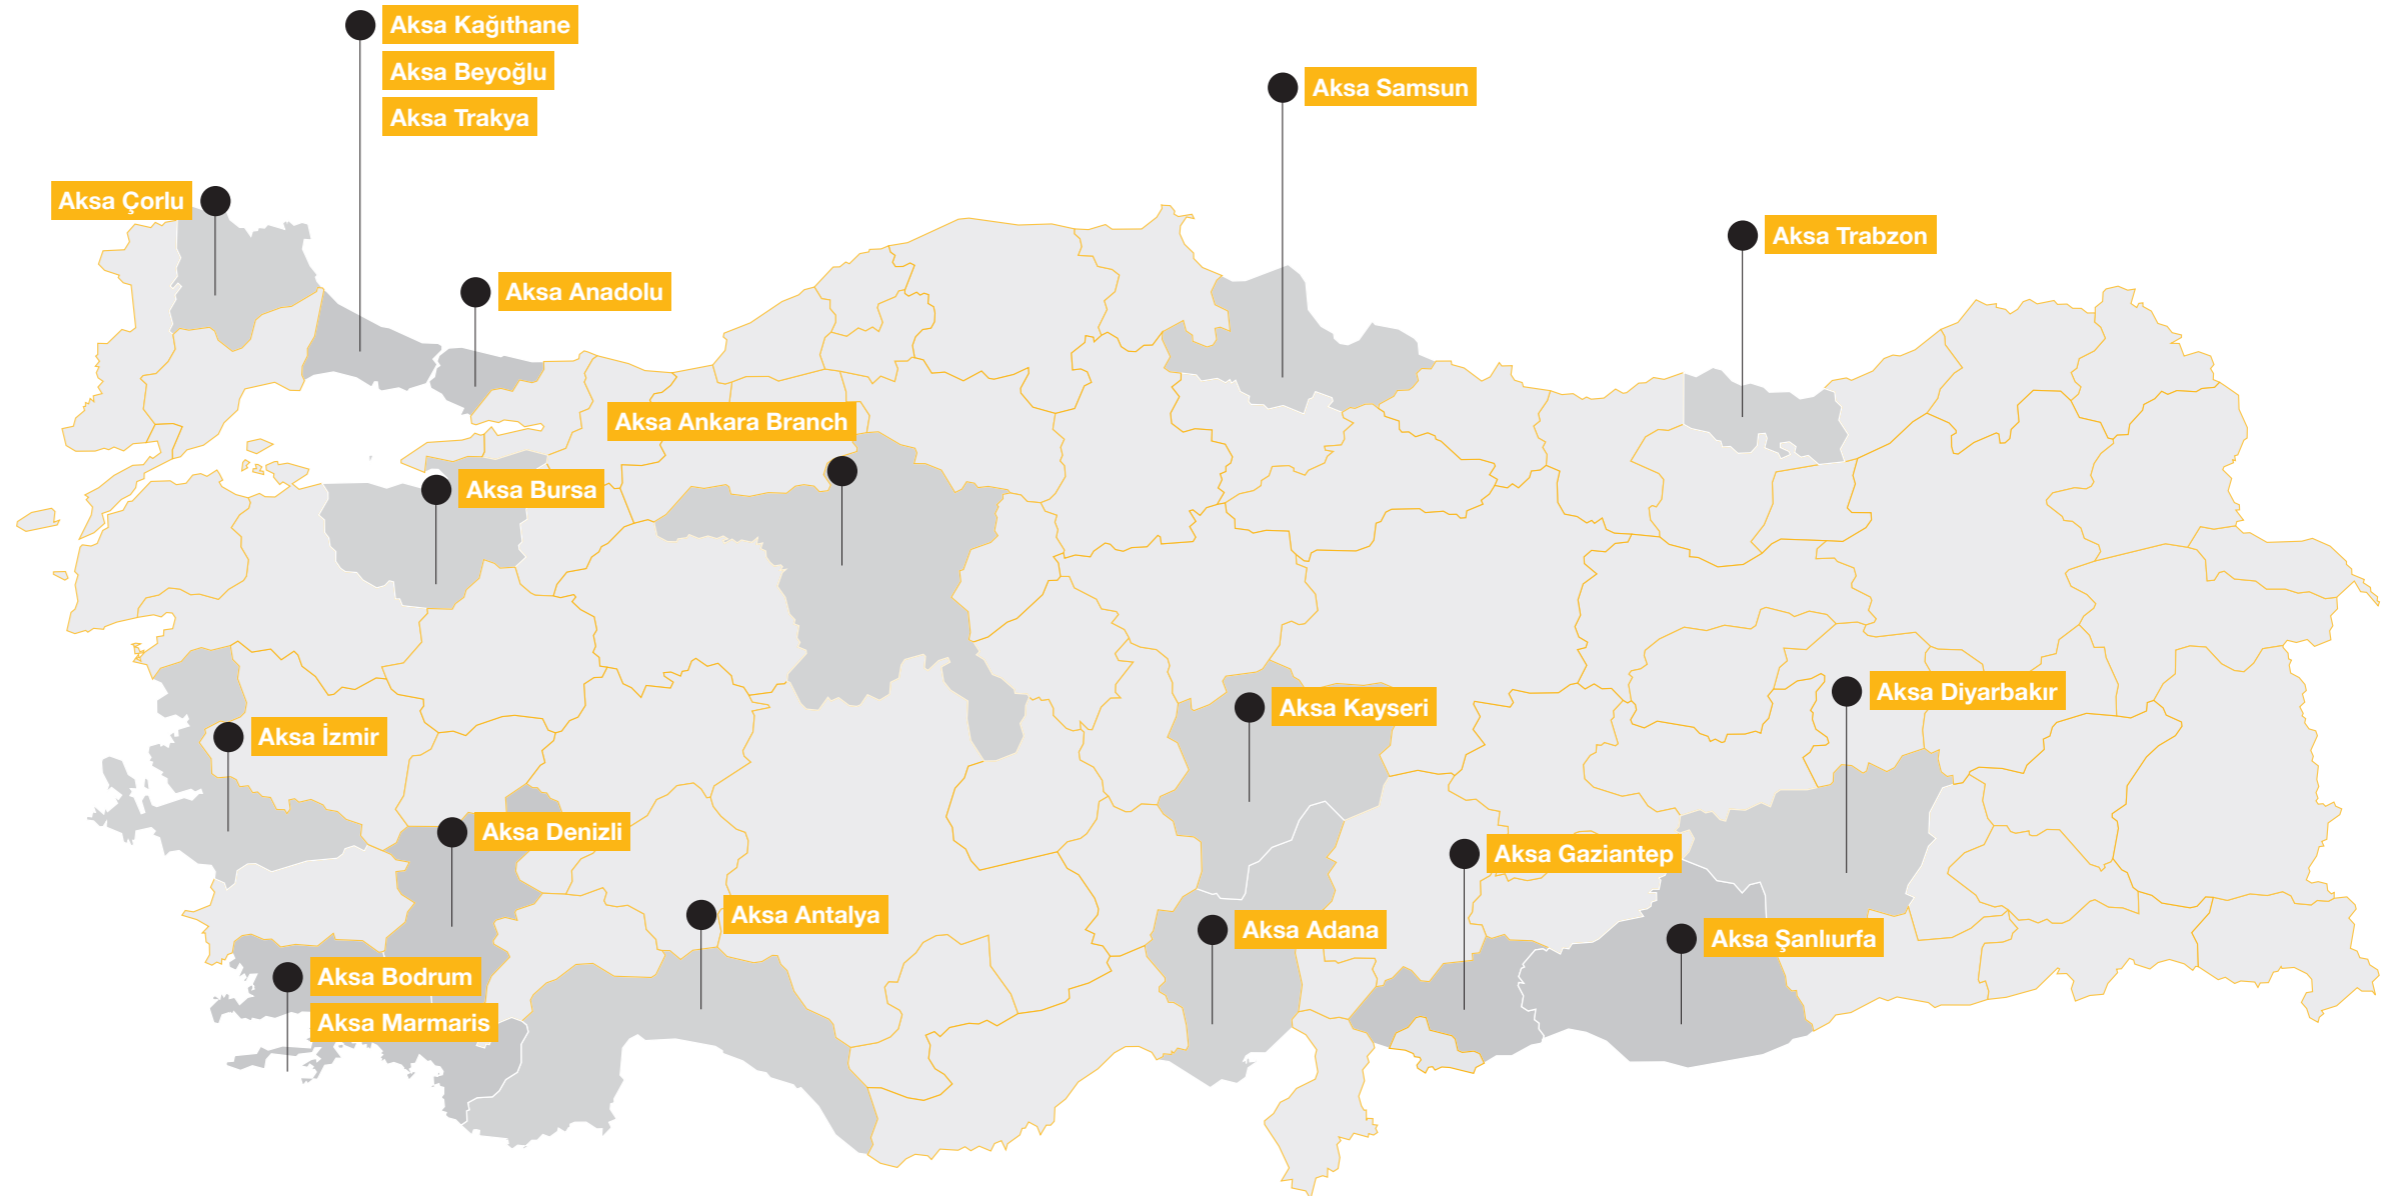 Aksa Kağıthane
Aksa Beyoğlu
Aksa Trakya
Aksa Samsun
Aksa Çorlu
Aksa Trabzon
Aksa Anadolu
Aksa Ankara Branch
Aksa Bursa
Aksa Diyarbakır
Aksa Kayseri
Aksa İzmir
Aksa Denizli
Aksa Gaziantep
Aksa Antalya
Aksa Adana
Aksa Şanlıurfa
Aksa Bodrum
Aksa Marmaris